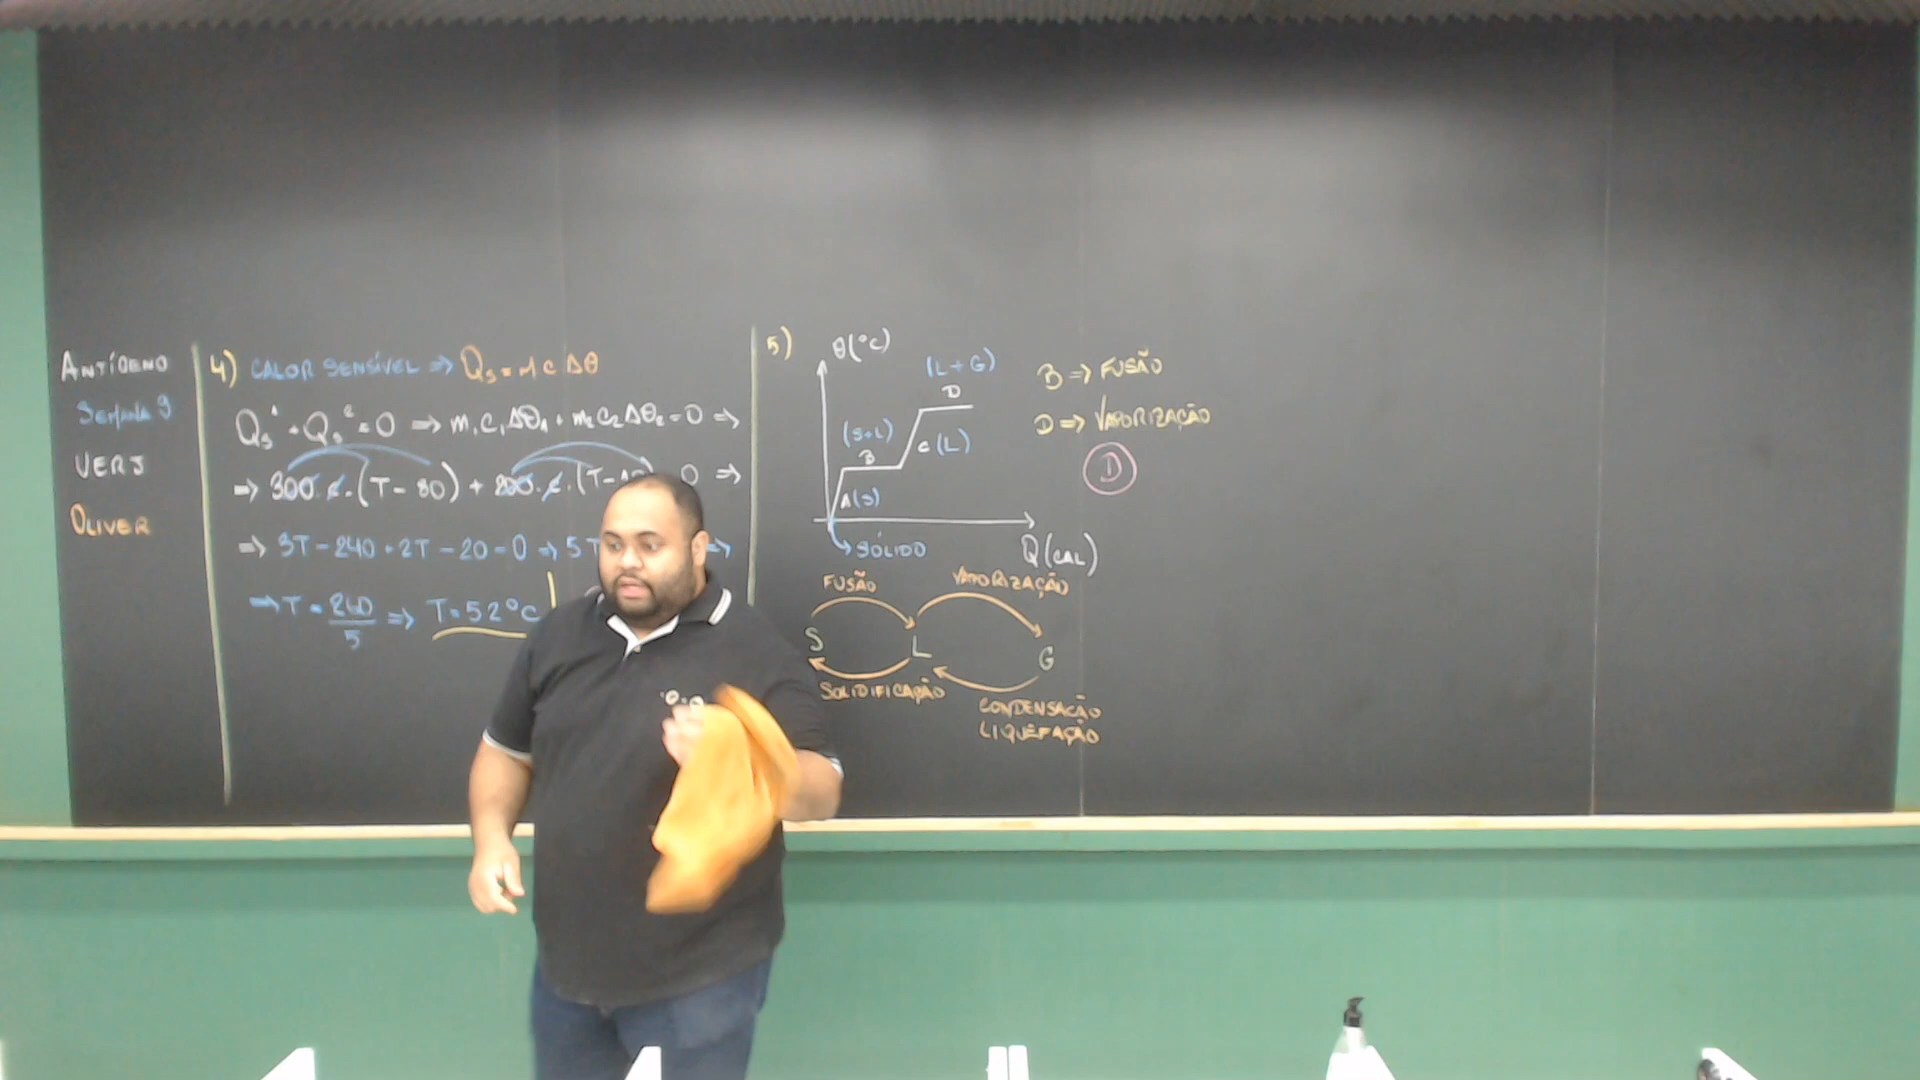 ANTÍGENO
SEMANA 9
UERJ
OLIVER
4) CALOR SENSÍVEL ⇒ Qs = m c Δθ
Qs¹ + Qs² = 0 ⇒ m₁c₁Δθ₁ + m₂c₂Δθ₂ = 0 ⇒
⇒ 300.c.(T - 80) + 200.c.(T - 0 ⇒
⇒ 3T - 240 + 2T - 20 = 0 ⇒ 5T ⇒
⇒ T = 260/5 ⇒ T = 52°C
5)
θ(°C)
(L+G)
D
(S+L)
B
C (L)
A(S)
SÓLIDO
Q(CAL)
B ⇒ FUSÃO
D ⇒ VAPORIZAÇÃO
D
FUSÃO VAPORIZAÇÃO
S L G
SOLIDIFICAÇÃO
CONDENSAÇÃO
LIQUEFAÇÃO